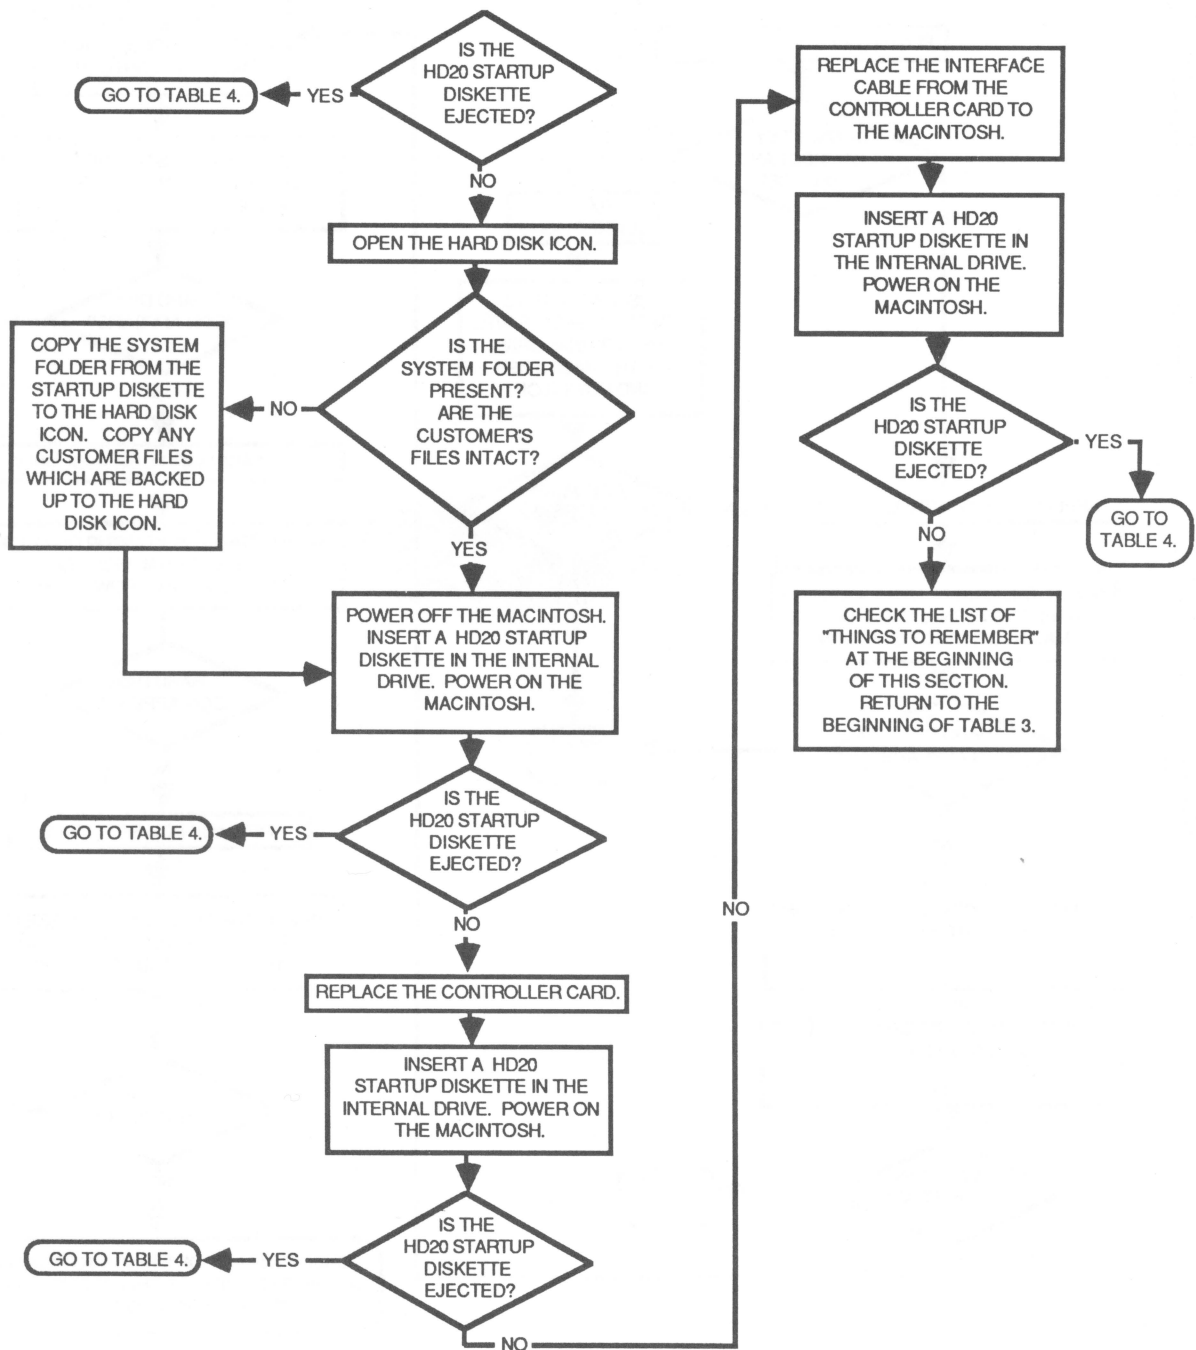 IS THE
HD20 STARTUP
DISKETTE
EJECTED?
YES
GO TO TABLE 4.
NO
OPEN THE HARD DISK ICON.
IS THE
SYSTEM FOLDER
PRESENT?
ARE THE
CUSTOMER'S
FILES INTACT?
NO
COPY THE SYSTEM
FOLDER FROM THE
STARTUP DISKETTE
TO THE HARD DISK
ICON. COPY ANY
CUSTOMER FILES
WHICH ARE BACKED
UP TO THE HARD
DISK ICON.
YES
POWER OFF THE MACINTOSH.
INSERT A HD20 STARTUP
DISKETTE IN THE INTERNAL
DRIVE. POWER ON THE
MACINTOSH.
IS THE
HD20 STARTUP
DISKETTE
EJECTED?
YES
GO TO TABLE 4.
NO
REPLACE THE CONTROLLER CARD.
INSERT A HD20
STARTUP DISKETTE IN THE
INTERNAL DRIVE. POWER ON
THE MACINTOSH.
IS THE
HD20 STARTUP
DISKETTE
EJECTED?
YES
GO TO TABLE 4.
NO
NO
REPLACE THE INTERFACE
CABLE FROM THE
CONTROLLER CARD TO
THE MACINTOSH.
INSERT A HD20
STARTUP DISKETTE IN
THE INTERNAL DRIVE.
POWER ON THE
MACINTOSH.
IS THE
HD20 STARTUP
DISKETTE
EJECTED?
YES
GO TO
TABLE 4.
NO
CHECK THE LIST OF
"THINGS TO REMEMBER"
AT THE BEGINNING
OF THIS SECTION.
RETURN TO THE
BEGINNING OF TABLE 3.